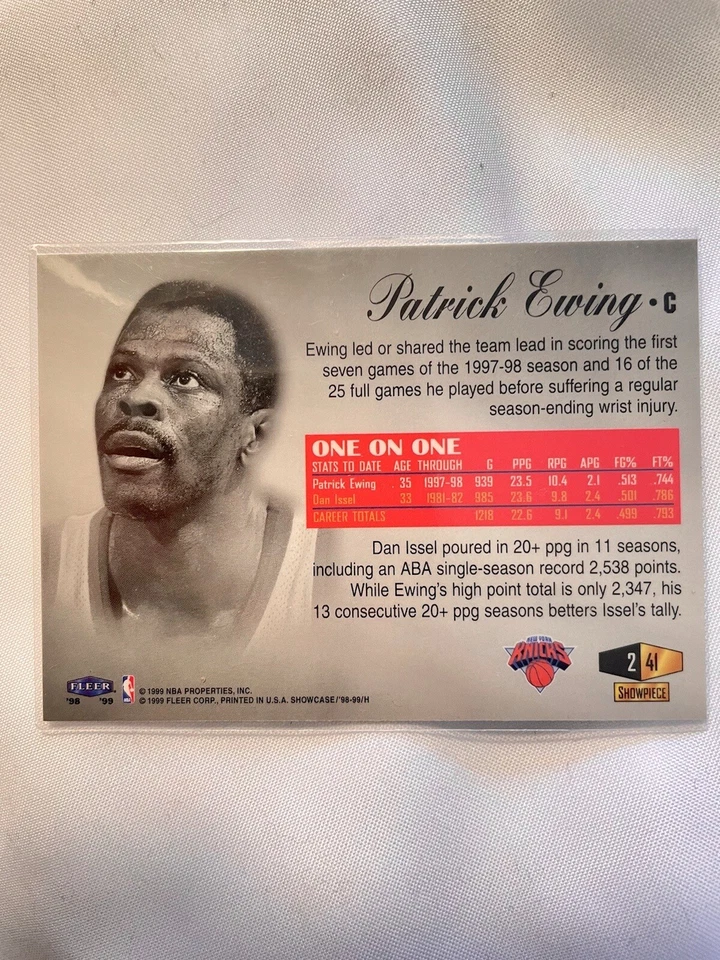 Patrick Ewing • C
Ewing led or shared the team lead in scoring the first
seven games of the 1997-98 season and 16 of the
25 full games he played before suffering a regular
season-ending wrist injury.
ONE ON ONE
STATS TO DATE AGE THROUGH G PPG RPG APG FG% FT%
Patrick Ewing 35 1997-98 939 23.5 10.4 2.1 .513 .744
Dan Issel 33 1981-82 985 23.6 9.8 2.4 .501 .786
CAREER TOTALS 1218 22.6 9.1 2.4 .499 .793
Dan Issel poured in 20+ ppg in 11 seasons,
including an ABA single-season record 2,538 points.
While Ewing's high point total is only 2,347, his
13 consecutive 20+ ppg seasons betters Issel's tally.
NEW YORK
KNICKS
2 41
SHOWPIECE
FLEER
'98 '99
NBA
© 1999 NBA PROPERTIES, INC.
© 1999 FLEER CORP., PRINTED IN U.S.A. SHOWCASE/'98-99/H